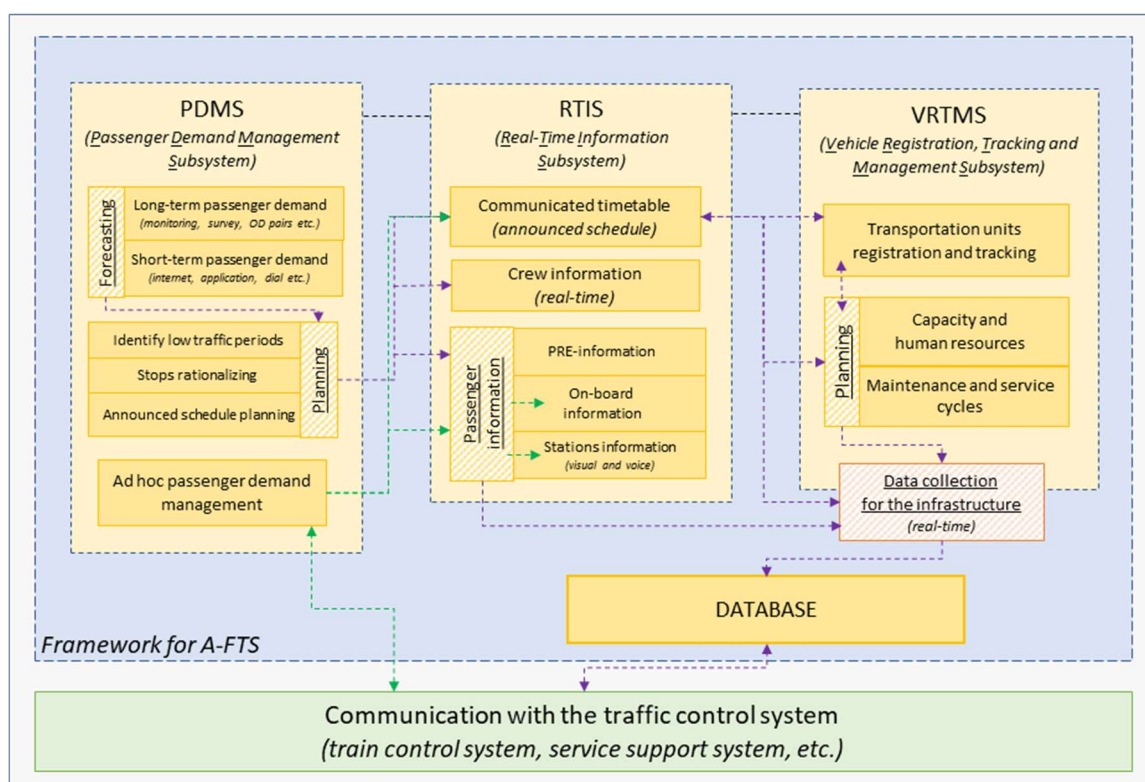 PDMS
(Passenger Demand Management
Subsystem)
Forecasting
Long-term passenger demand
(monitoring, survey, OD pairs etc.)
Short-term passenger demand
(internet, application, dial etc.)
Identify low traffic periods
Stops rationalizing
Announced schedule planning
Planning
Ad hoc passenger demand
management
RTIS
(Real-Time Information
Subsystem)
Communicated timetable
(announced schedule)
Crew information
(real-time)
Passenger
information
PRE-information
On-board
information
Stations information
(visual and voice)
VRTMS
(Vehicle Registration, Tracking and
Management Subsystem)
Transportation units
registration and tracking
Planning
Capacity and
human resources
Maintenance and service
cycles
Data collection
for the infrastructure
(real-time)
DATABASE
Framework for A-FTS
Communication with the traffic control system
(train control system, service support system, etc.)